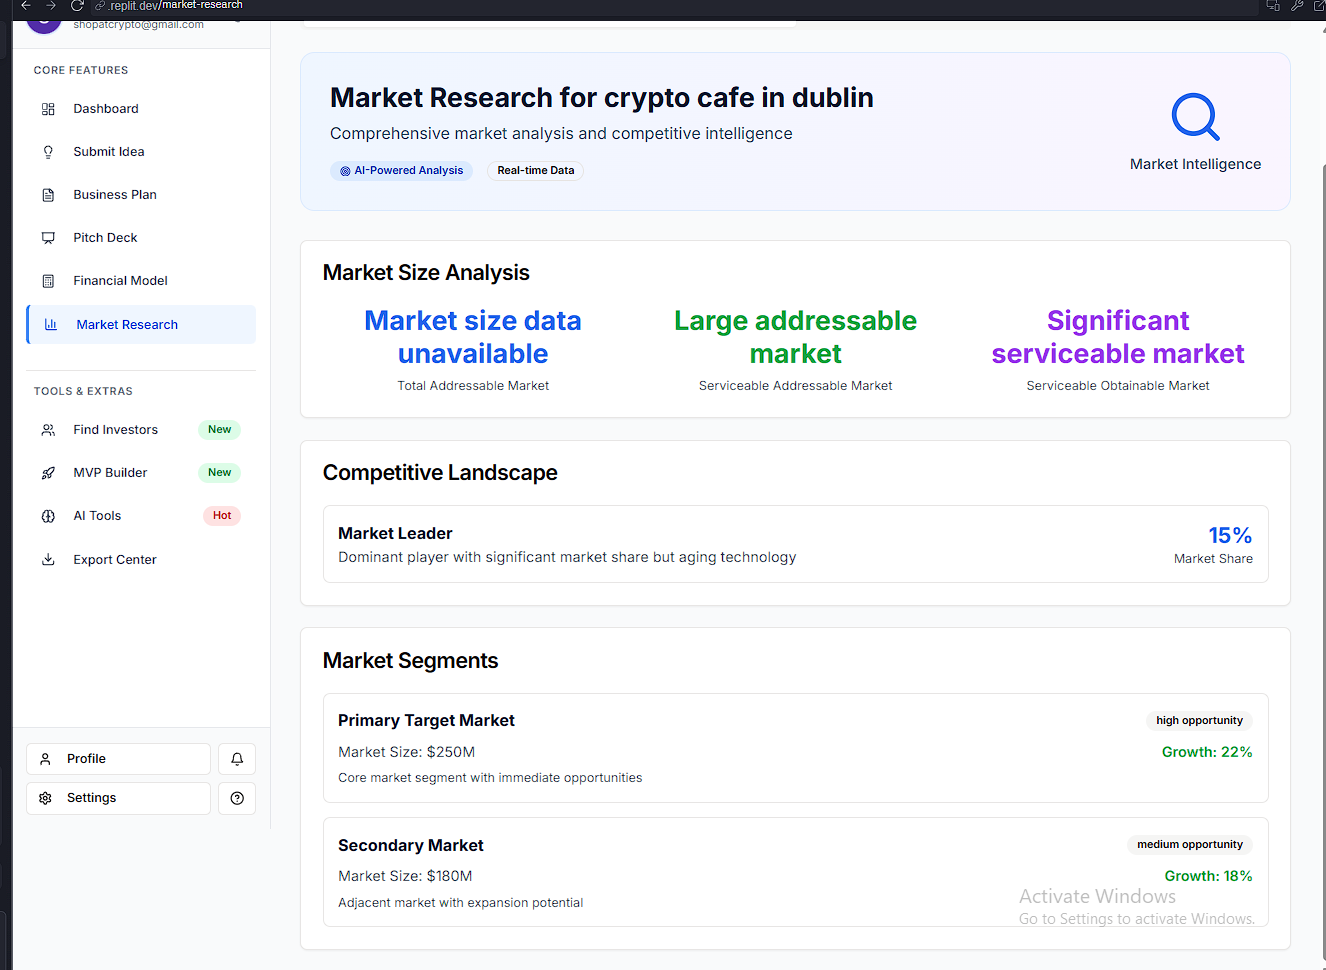 .replit.dev/market-research
shopatcrypto@gmail.com
CORE FEATURES
Dashboard
Submit Idea
Business Plan
Pitch Deck
Financial Model
Market Research
TOOLS & EXTRAS
Find Investors New
MVP Builder New
AI Tools Hot
Export Center
Profile
Settings
Market Research for crypto cafe in dublin
Comprehensive market analysis and competitive intelligence
AI-Powered Analysis Real-time Data
Market Intelligence
Market Size Analysis
Market size data
unavailable
Total Addressable Market
Large addressable
market
Serviceable Addressable Market
Significant
serviceable market
Serviceable Obtainable Market
Competitive Landscape
Market Leader
Dominant player with significant market share but aging technology
15%
Market Share
Market Segments
Primary Target Market
high opportunity
Market Size: $250M
Growth: 22%
Core market segment with immediate opportunities
Secondary Market
medium opportunity
Market Size: $180M
Growth: 18%
Adjacent market with expansion potential
Activate Windows
Go to Settings to activate Windows.